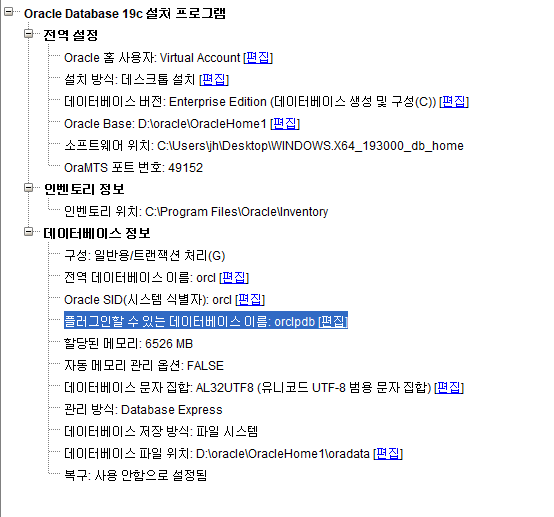 Oracle Database 19c 설처 프로그램
전역 설정
Oracle 홈 사용자: Virtual Account [편집]
설치 방식: 데스크톱 설치 [편집]
데이터베이스 버전: Enterprise Edition (데이터베이스 생성 및 구성(C)) [편집]
Oracle Base: D:\oracle\OracleHome1 [편집]
소프트웨어 위치: C:\Users\jh\Desktop\WINDOWS.X64_193000_db_home
OraMTS 포트 번호: 49152
인벤토리 정보
인벤토리 위치: C:\Program Files\Oracle\Inventory
데이터베이스 정보
구성: 일반용/트랜잭션 처리(G)
전역 데이터베이스 이름: orcl [편집]
Oracle SID(시스템 식별자): orcl [편집]
플러그인할 수 있는 데이터베이스 이름: orclpdb [편집]
할당된 메모리: 6526 MB
자동 메모리 관리 옵션: FALSE
데이터베이스 문자 집합: AL32UTF8 (유니코드 UTF-8 범용 문자 집합) [편집]
관리 방식: Database Express
데이터베이스 저장 방식: 파일 시스템
데이터베이스 파일 위치: D:\oracle\OracleHome1\oradata [편집]
복구: 사용 안함으로 설정됨